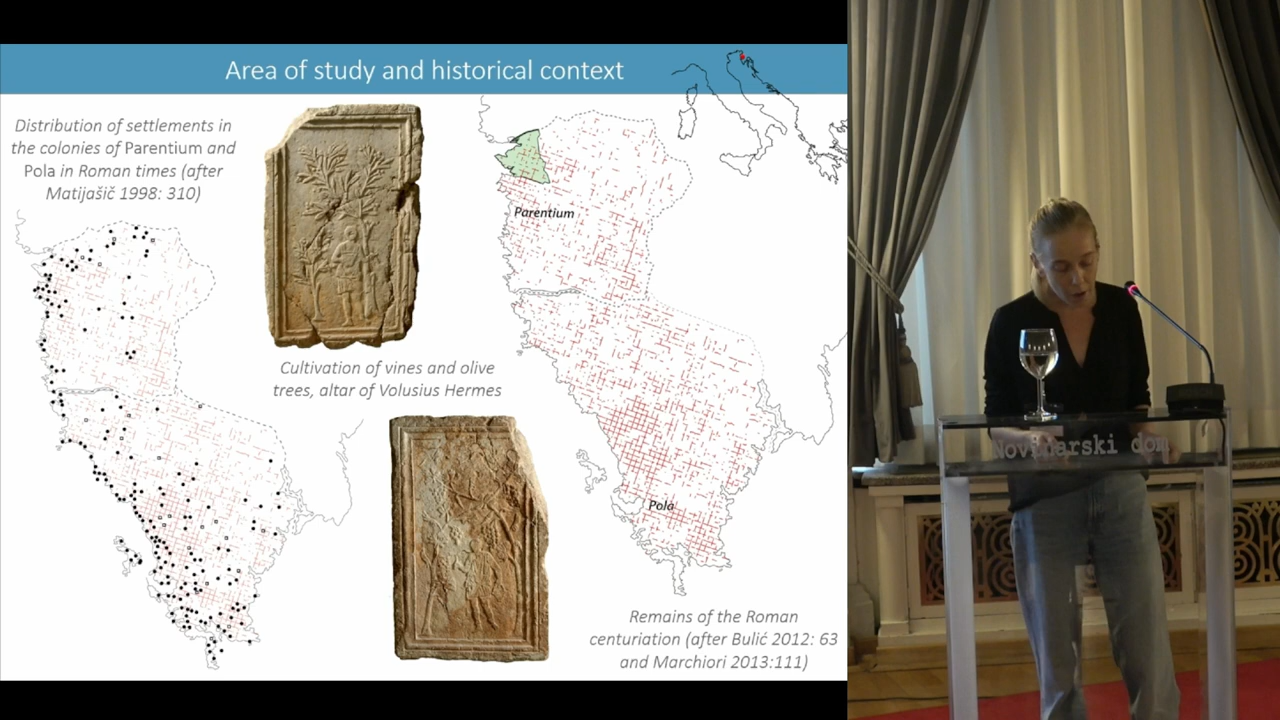 Area of study and historical context
Distribution of settlements in
the colonies of Parentium and
Pola in Roman times (after
Matijašič 1998: 310)
Cultivation of vines and olive
trees, altar of Volusius Hermes
Parentium
Pola
Remains of the Roman
centuriation (after Bulić 2012: 63
and Marchiori 2013:111)
Novinarski dom